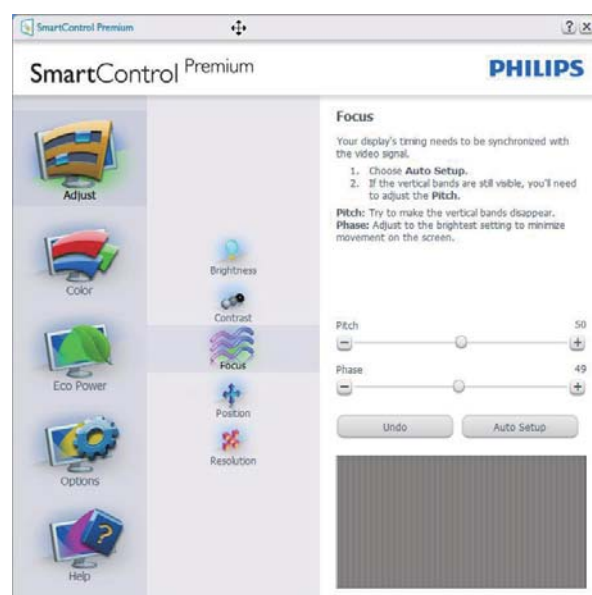 SmartControl Premium
? x
SmartControl Premium
PHILIPS
Adjust
Color
Eco Power
Options
Help
Brightness
Contrast
Focus
Position
Resolution
Focus
Your display's timing needs to be synchronized with
the video signal.
1. Choose Auto Setup.
2. If the vertical bands are still visible, you'll need
to adjust the Pitch.
Pitch: Try to make the vertical bands disappear.
Phase: Adjust to the brightest setting to minimize
movement on the screen.
Pitch 50
Phase 49
Undo Auto Setup